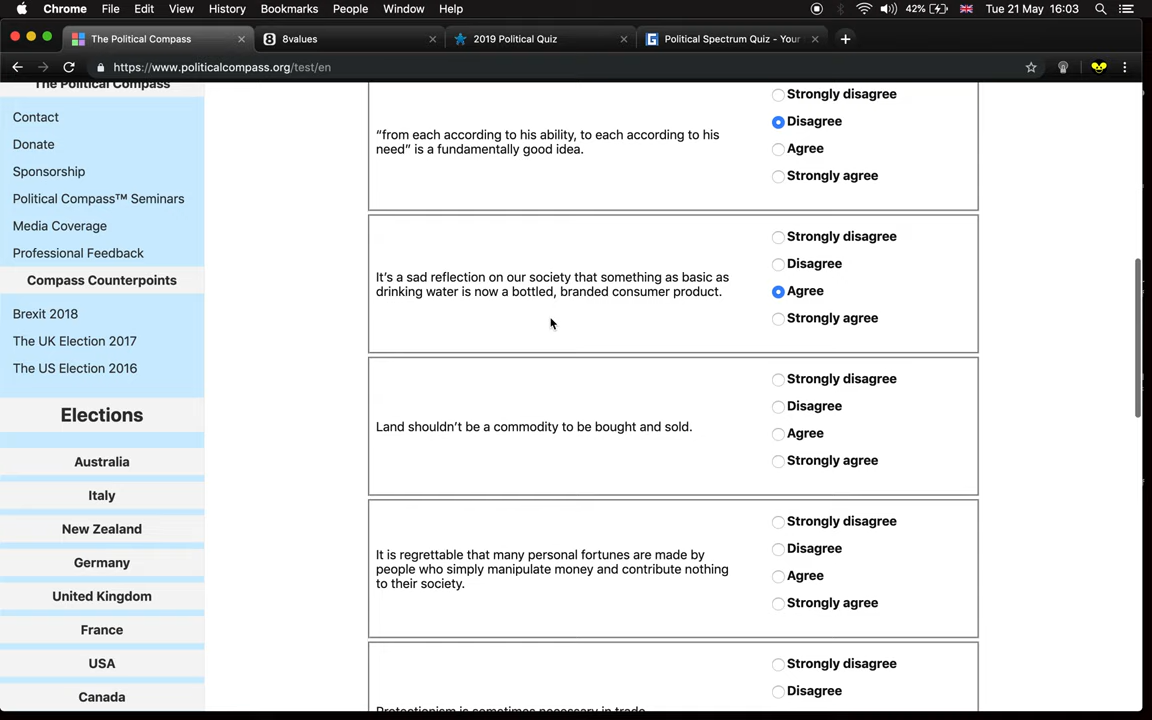 Chrome File Edit View History Bookmarks People Window Help 42% Tue 21 May 16:03
The Political Compass 8values 2019 Political Quiz Political Spectrum Quiz - Your
https://www.politicalcompass.org/test/en
The Political Compass
Contact
Donate
Sponsorship
Political Compass™ Seminars
Media Coverage
Professional Feedback
Compass Counterpoints
Brexit 2018
The UK Election 2017
The US Election 2016
Elections
Australia
Italy
New Zealand
Germany
United Kingdom
France
USA
Canada
“from each according to his ability, to each according to his
need” is a fundamentally good idea.
Strongly disagree
Disagree
Agree
Strongly agree
It’s a sad reflection on our society that something as basic as
drinking water is now a bottled, branded consumer product.
Strongly disagree
Disagree
Agree
Strongly agree
Land shouldn’t be a commodity to be bought and sold.
Strongly disagree
Disagree
Agree
Strongly agree
It is regrettable that many personal fortunes are made by
people who simply manipulate money and contribute nothing
to their society.
Strongly disagree
Disagree
Agree
Strongly agree
Protectionism is sometimes necessary in trade.
Strongly disagree
Disagree